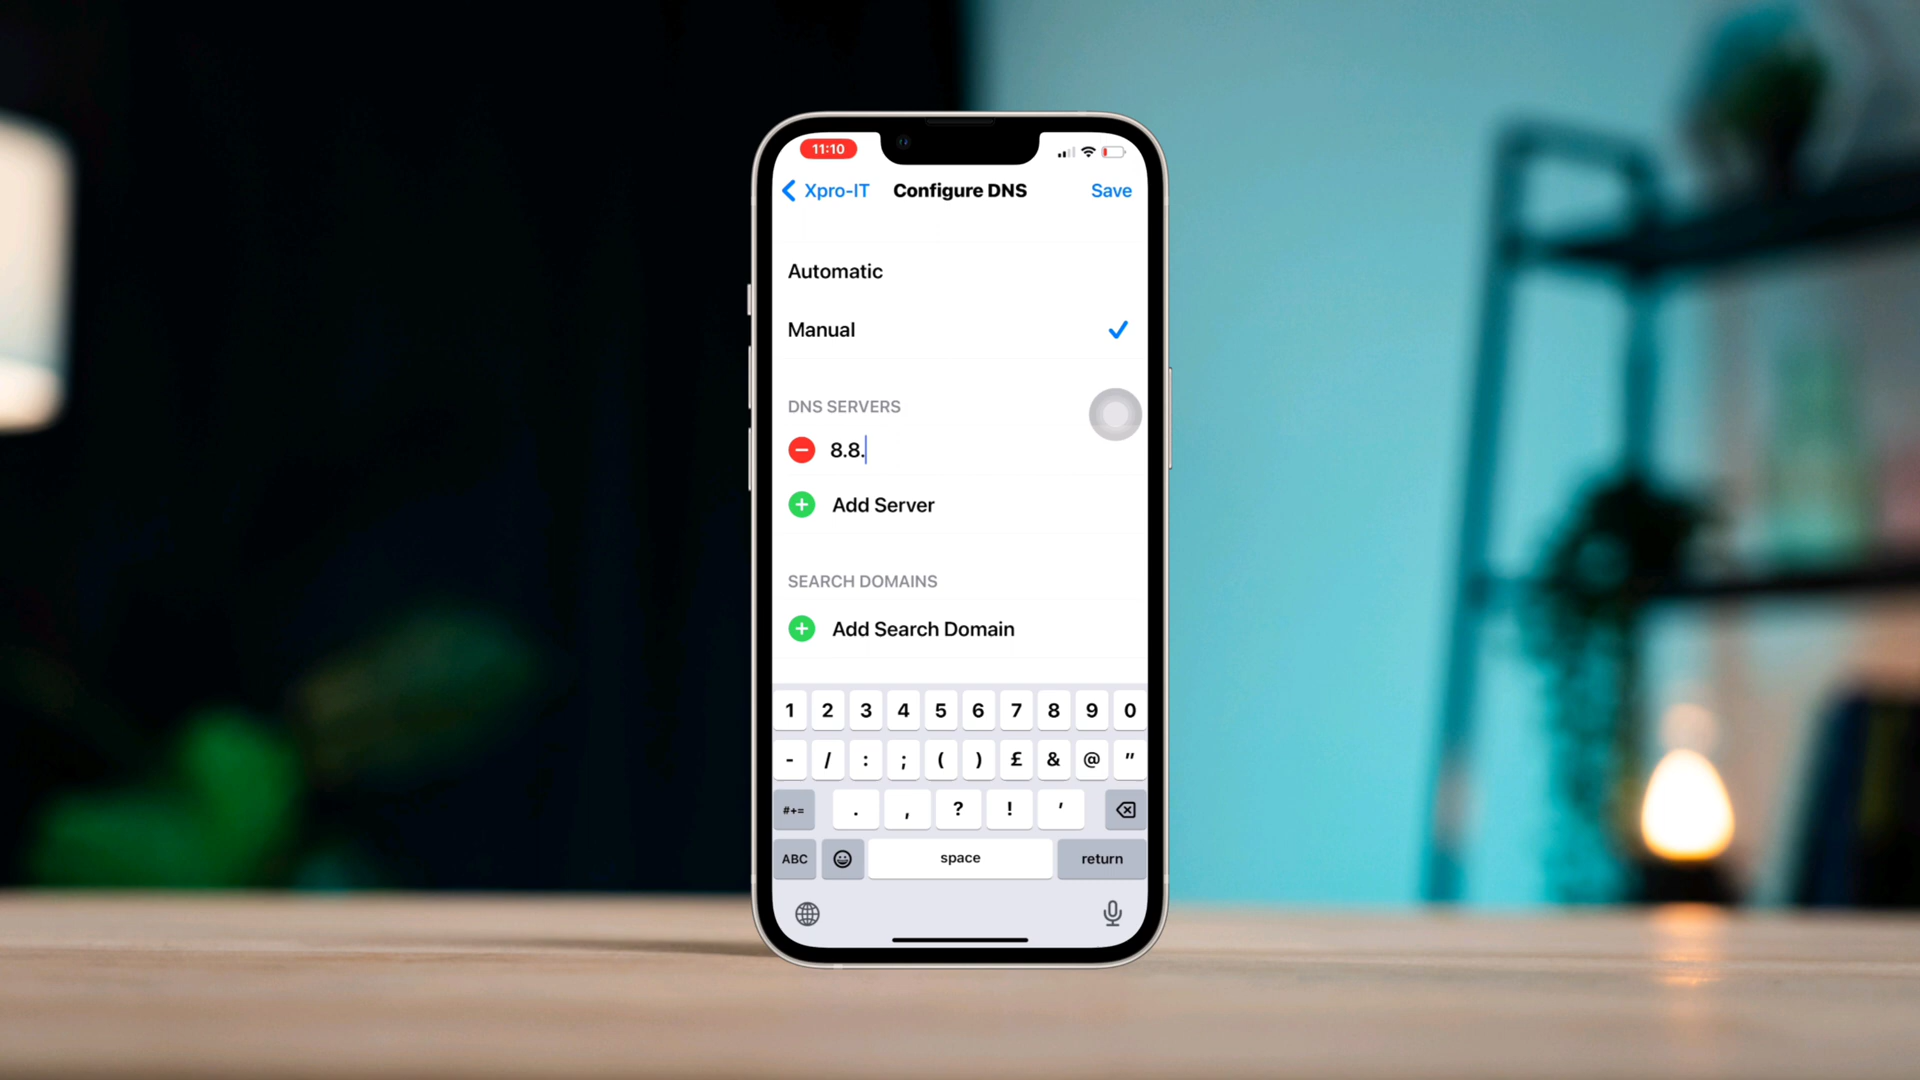 11:10
Xpro-IT Configure DNS Save
Automatic
Manual
DNS SERVERS
8.8.
Add Server
SEARCH DOMAINS
Add Search Domain
1 2 3 4 5 6 7 8 9 0
- / : ; ( ) £ & @ "
#+= . , ? ! '
ABC space return